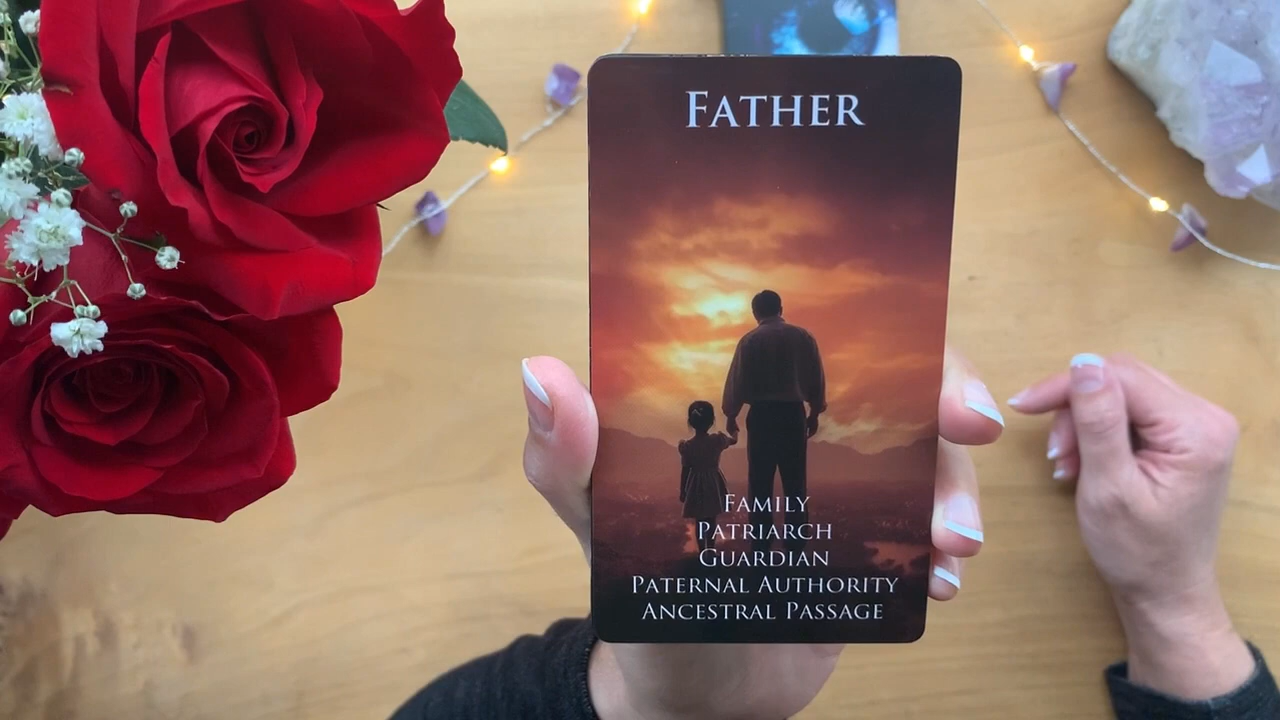 FATHER
FAMILY
PATRIARCH
GUARDIAN
PATERNAL AUTHORITY
ANCESTRAL PASSAGE